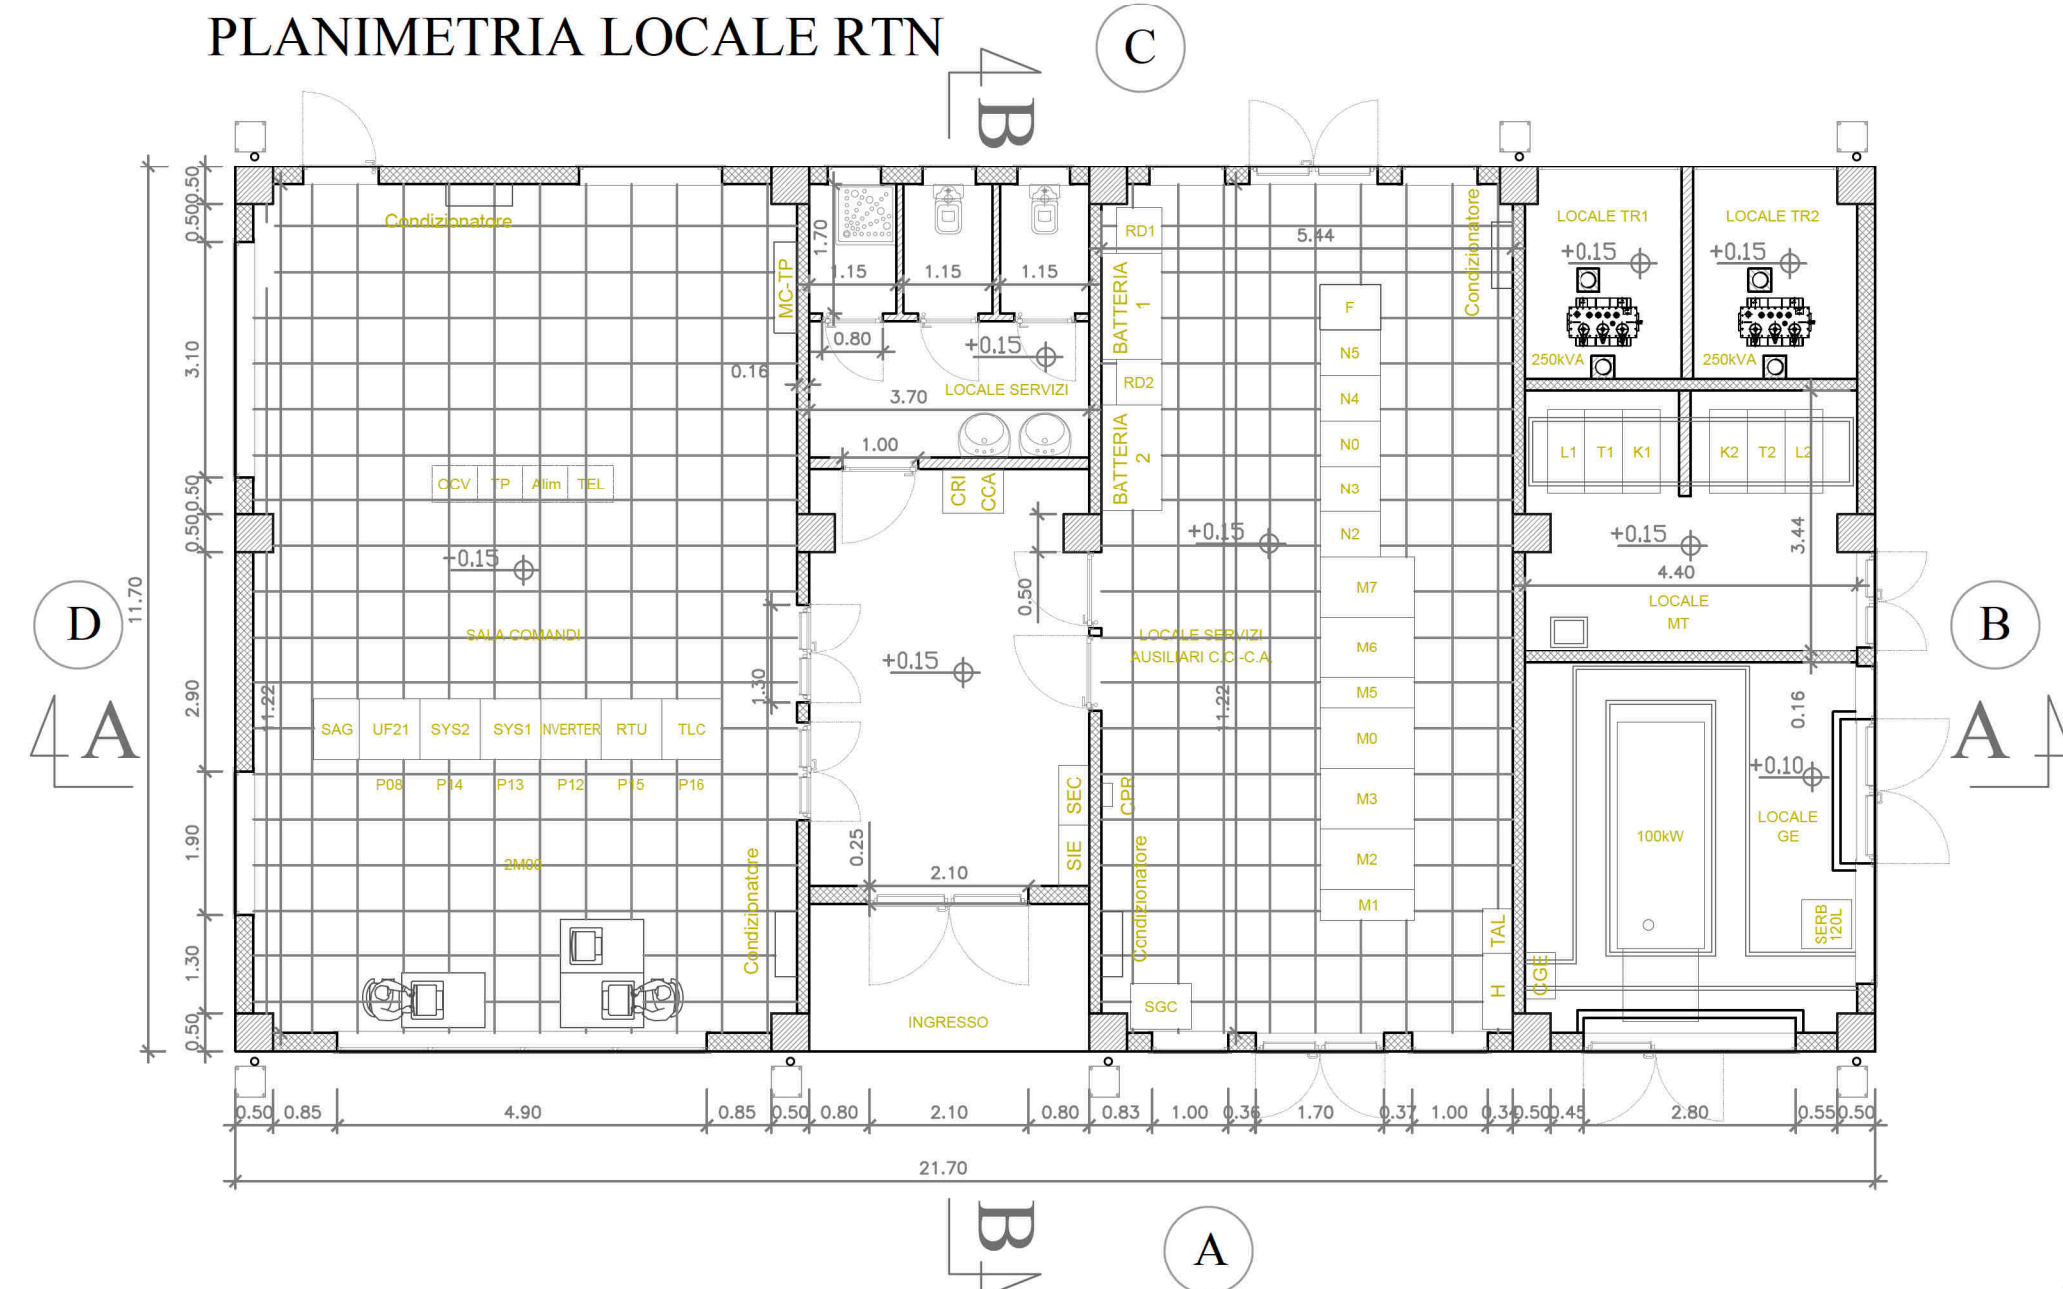 PLANIMETRIA LOCALE RTN
C
B
Condizionatore
MC-TP
1.70
1.15
1.15
1.15
0.80
+0.15
LOCALE SERVIZI
0.16
3.70
1.00
CRI
CCA
RD1
BATTERIA
1
RD2
BATTERIA
2
5.44
Condizionatore
F
N5
N4
N0
N3
N2
M7
M6
M5
M0
M3
M2
M1
LOCALE TR1
+0.15
250kVA
LOCALE TR2
+0.15
250kVA
L1
T1
K1
K2
T2
L2
+0.15
3.44
4.40
LOCALE
MT
0.50
0.50
3.10
0.50
0.50
2.90
1.90
1.30
0.50
11.70
D
A
OCV
TP
Alim
TEL
+0.15
SALA COMANDI
11.22
1.30
SAG
UF21
SYS2
SYS1
INVERTER
RTU
TLC
P08
P14
P13
P12
P15
P16
2M00
Condizionatore
+0.15
0.50
SEC
SIE
0.25
2.10
INGRESSO
+0.15
LOCALE SERVIZI
AUSILIARI C.C.-C.A.
11.22
CPR
Condizionatore
SGC
TAL
H
0.16
+0.10
LOCALE
GE
100kW
SERB
120L
CGE
B
A
0.50
0.85
4.90
0.85
0.50
0.80
2.10
0.80
0.83
1.00
0.36
1.70
0.37
1.00
0.34
0.50
0.45
2.80
0.55
0.50
21.70
B
A